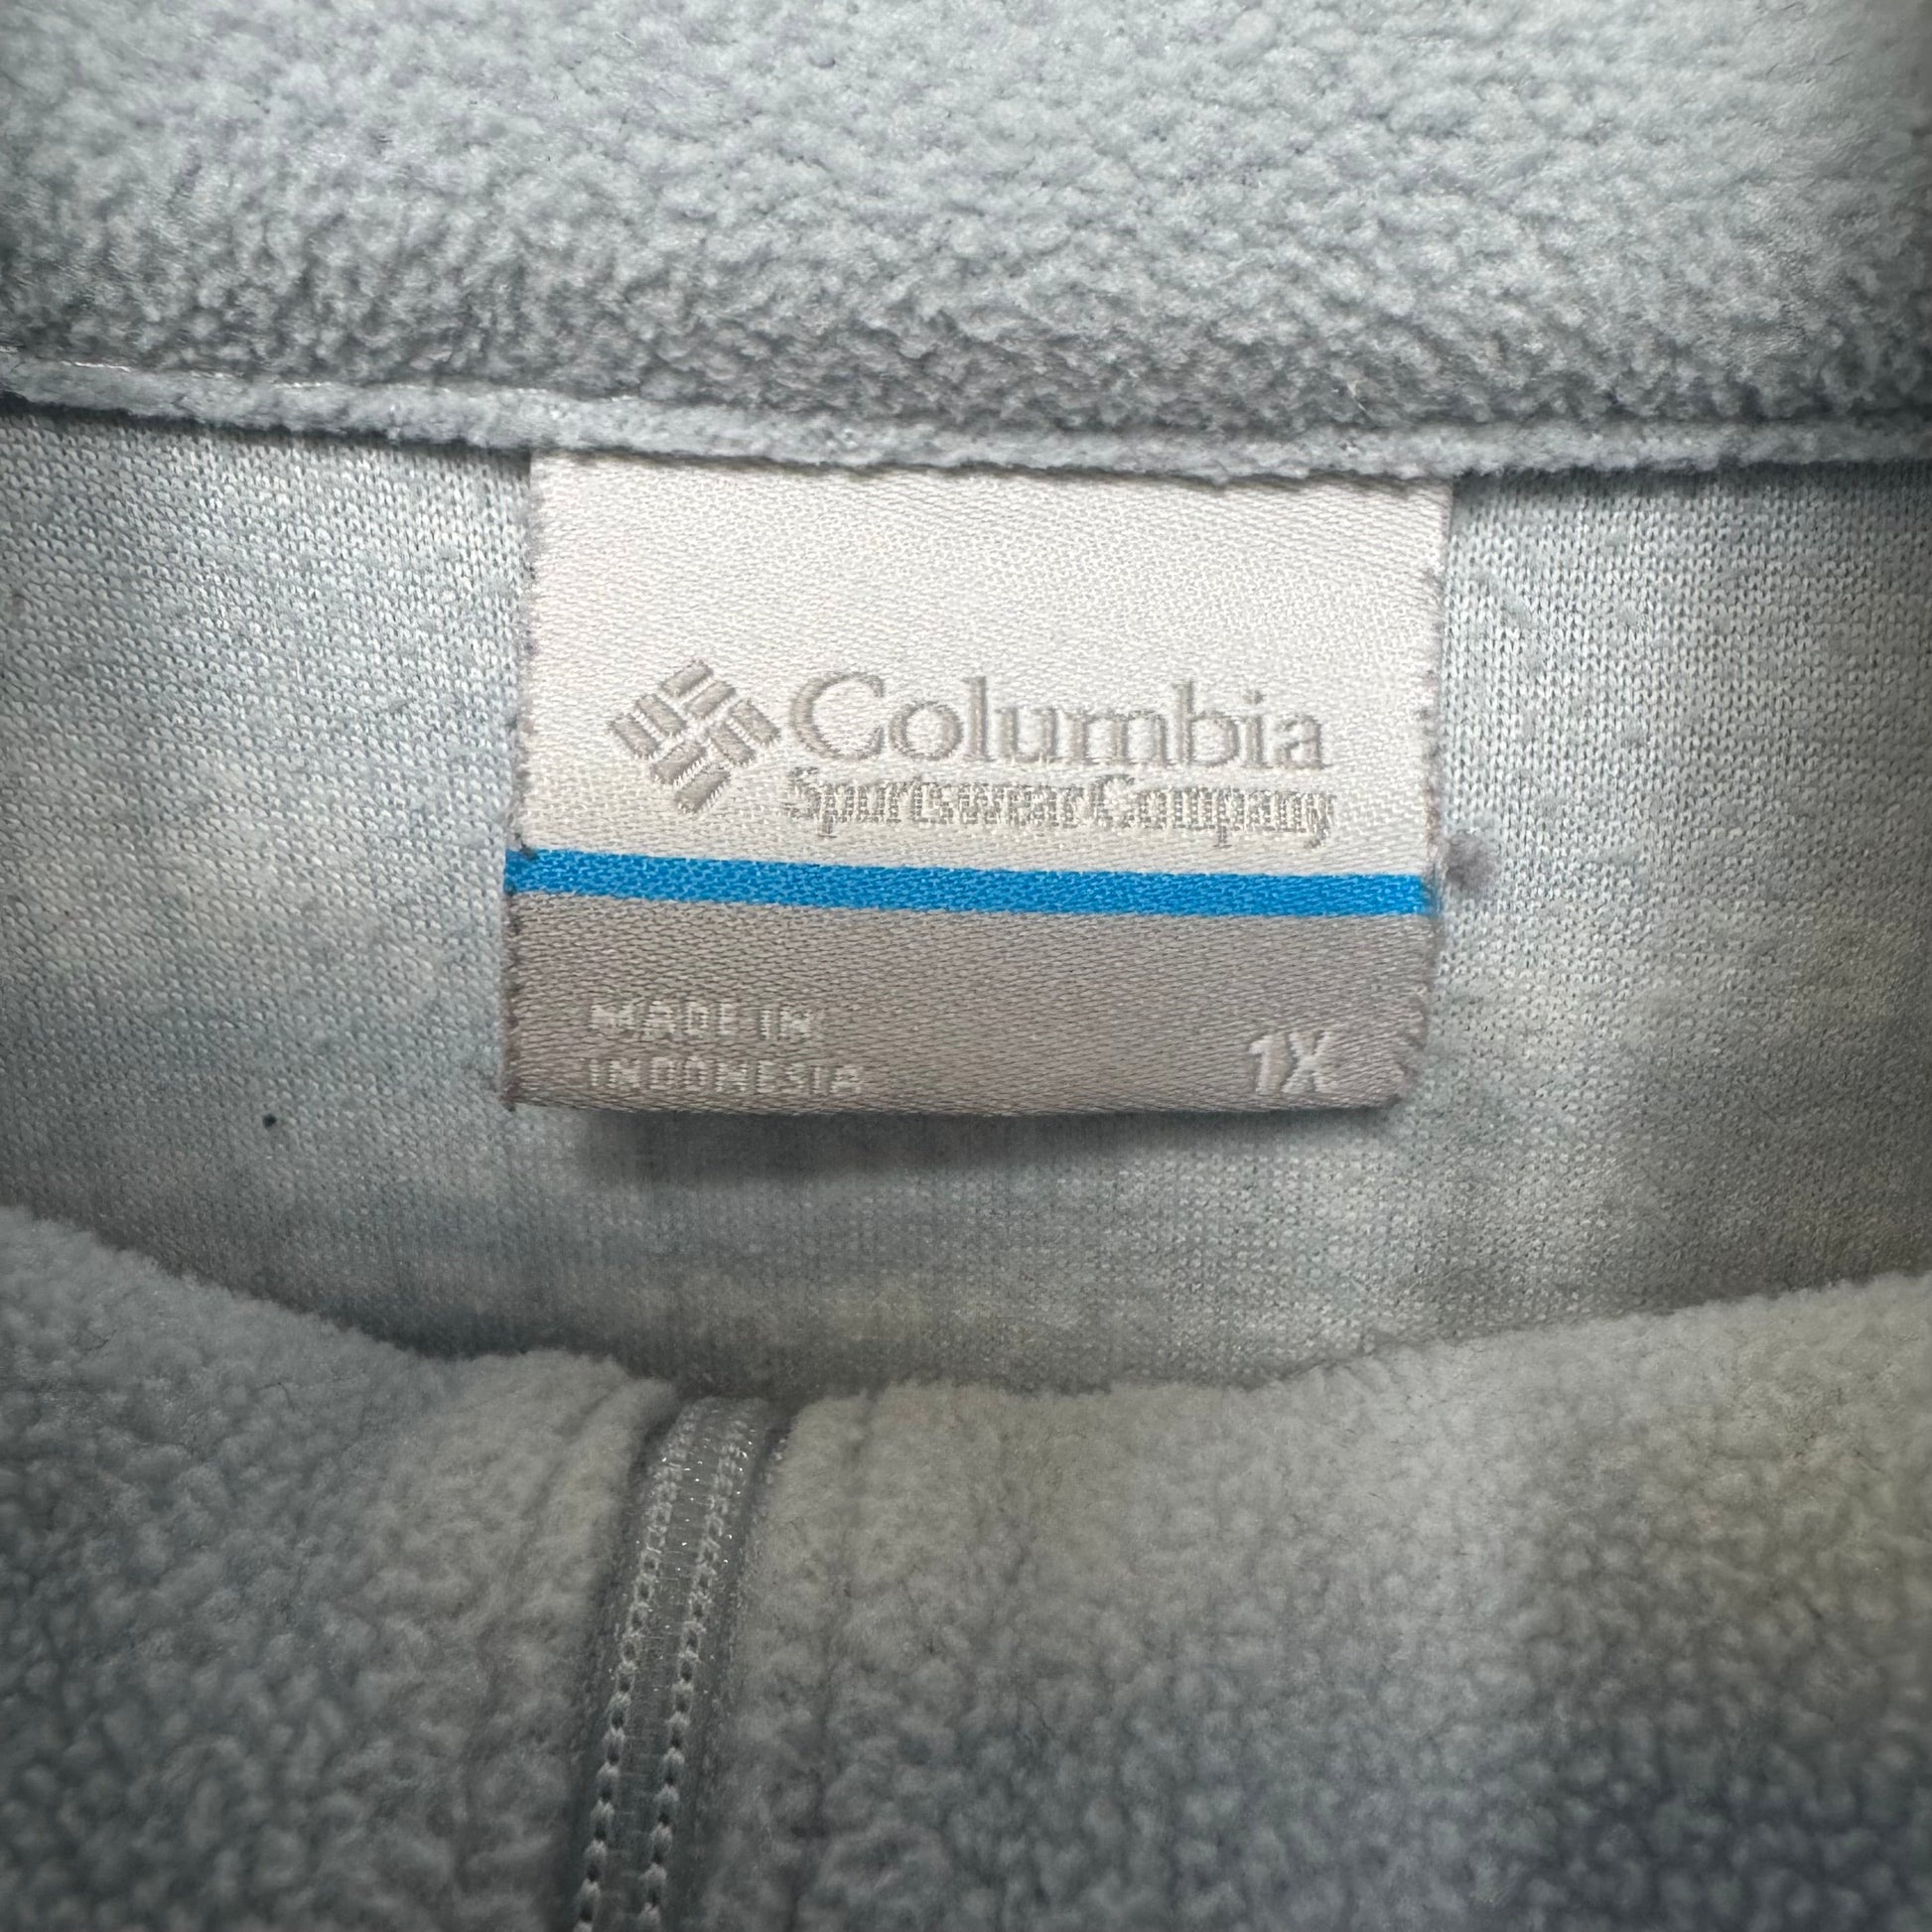 Columbia
Sportswear Company
MADE IN
INDONESIA
1X